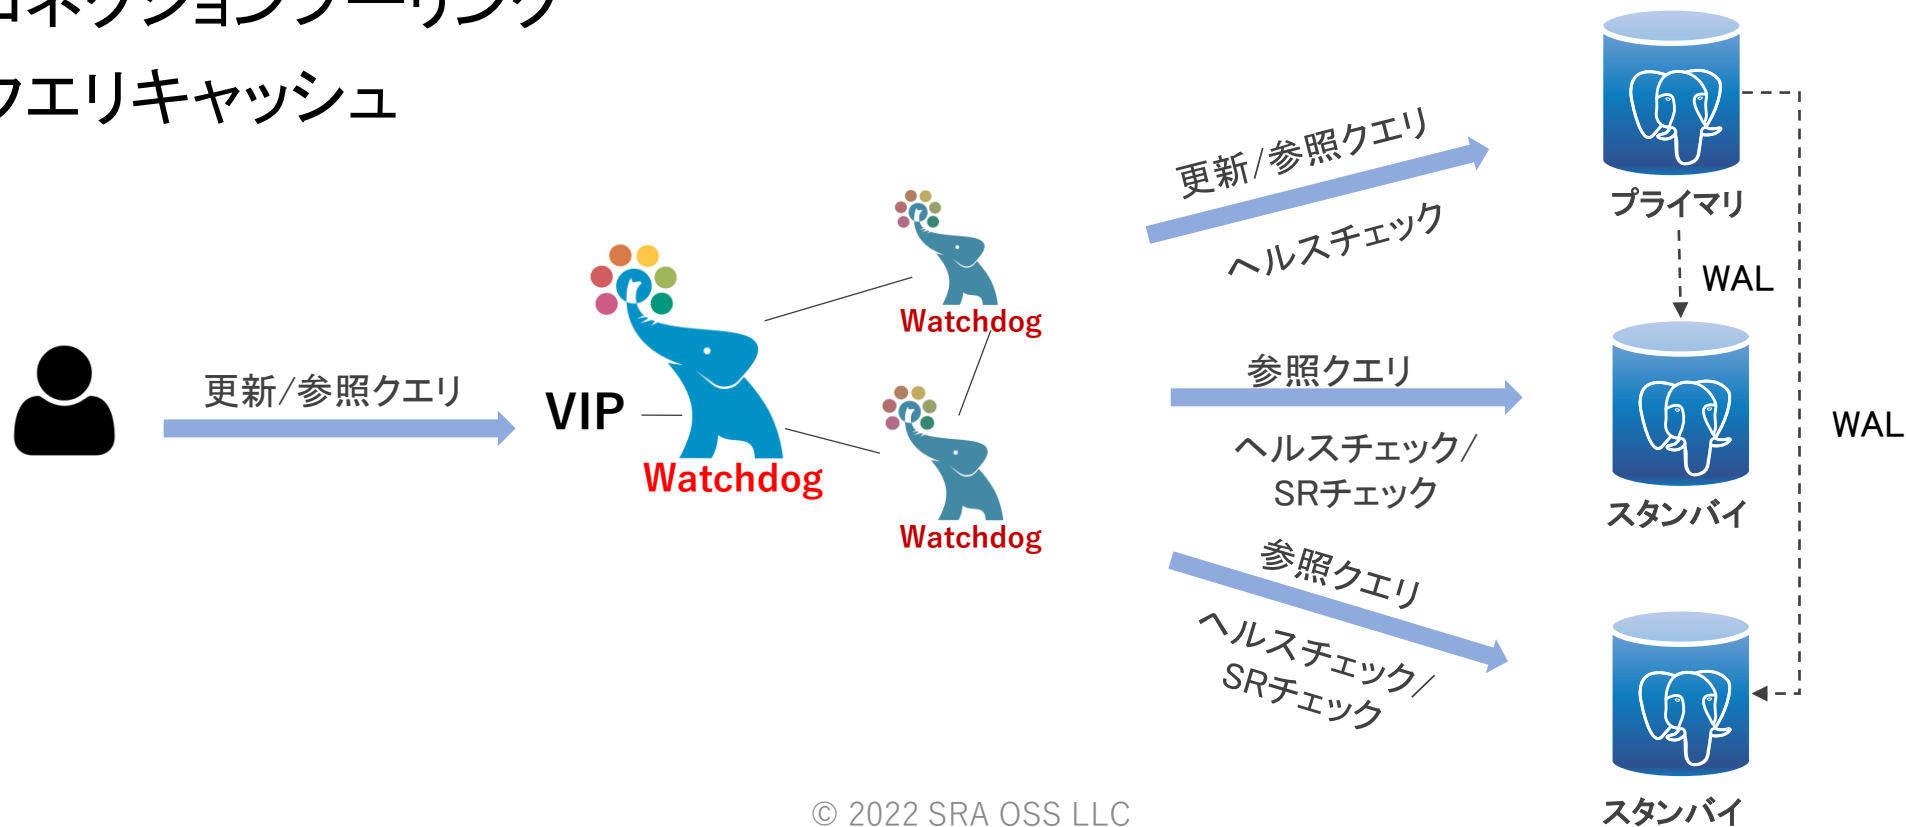 コネクションプーリング
クエリキャッシュ
更新/参照クエリ
VIP
Watchdog
Watchdog
Watchdog
更新/参照クエリ
ヘルスチェック
参照クエリ
ヘルスチェック/
SRチェック
参照クエリ
ヘルスチェック/
SRチェック
プライマリ
WAL
スタンバイ
WAL
スタンバイ
© 2022 SRA OSS LLC